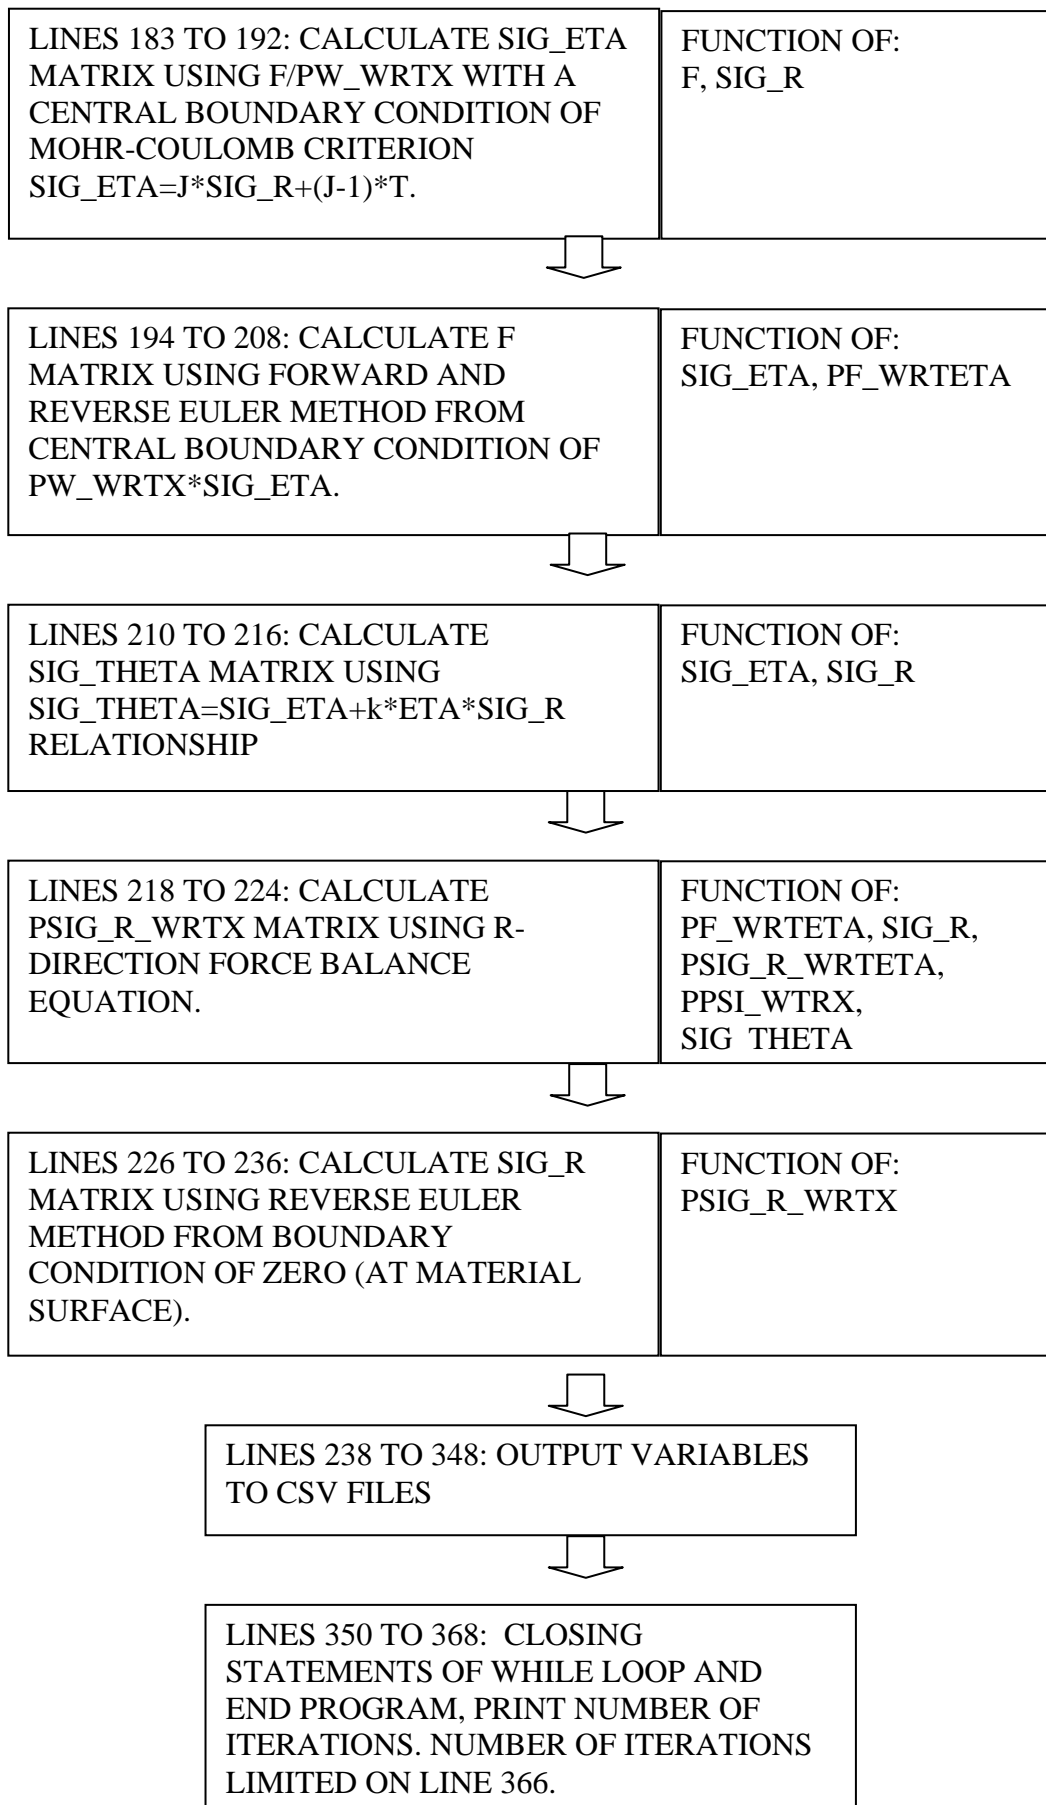 LINES 183 TO 192: CALCULATE SIG_ETA
MATRIX USING F/PW_WRTX WITH A
CENTRAL BOUNDARY CONDITION OF
MOHR-COULOMB CRITERION
SIG_ETA=J*SIG_R+(J-1)*T.
FUNCTION OF:
F, SIG_R
LINES 194 TO 208: CALCULATE F
MATRIX USING FORWARD AND
REVERSE EULER METHOD FROM
CENTRAL BOUNDARY CONDITION OF
PW_WRTX*SIG_ETA.
FUNCTION OF:
SIG_ETA, PF_WRTETA
LINES 210 TO 216: CALCULATE
SIG_THETA MATRIX USING
SIG_THETA=SIG_ETA+k*ETA*SIG_R
RELATIONSHIP
FUNCTION OF:
SIG_ETA, SIG_R
LINES 218 TO 224: CALCULATE
PSIG_R_WRTX MATRIX USING R-
DIRECTION FORCE BALANCE
EQUATION.
FUNCTION OF:
PF_WRTETA, SIG_R,
PSIG_R_WRTETA,
PPSI_WTRX,
SIG THETA
LINES 226 TO 236: CALCULATE SIG_R
MATRIX USING REVERSE EULER
METHOD FROM BOUNDARY
CONDITION OF ZERO (AT MATERIAL
SURFACE).
FUNCTION OF:
PSIG_R_WRTX
LINES 238 TO 348: OUTPUT VARIABLES
TO CSV FILES
LINES 350 TO 368:  CLOSING
STATEMENTS OF WHILE LOOP AND
END PROGRAM, PRINT NUMBER OF
ITERATIONS. NUMBER OF ITERATIONS
LIMITED ON LINE 366.